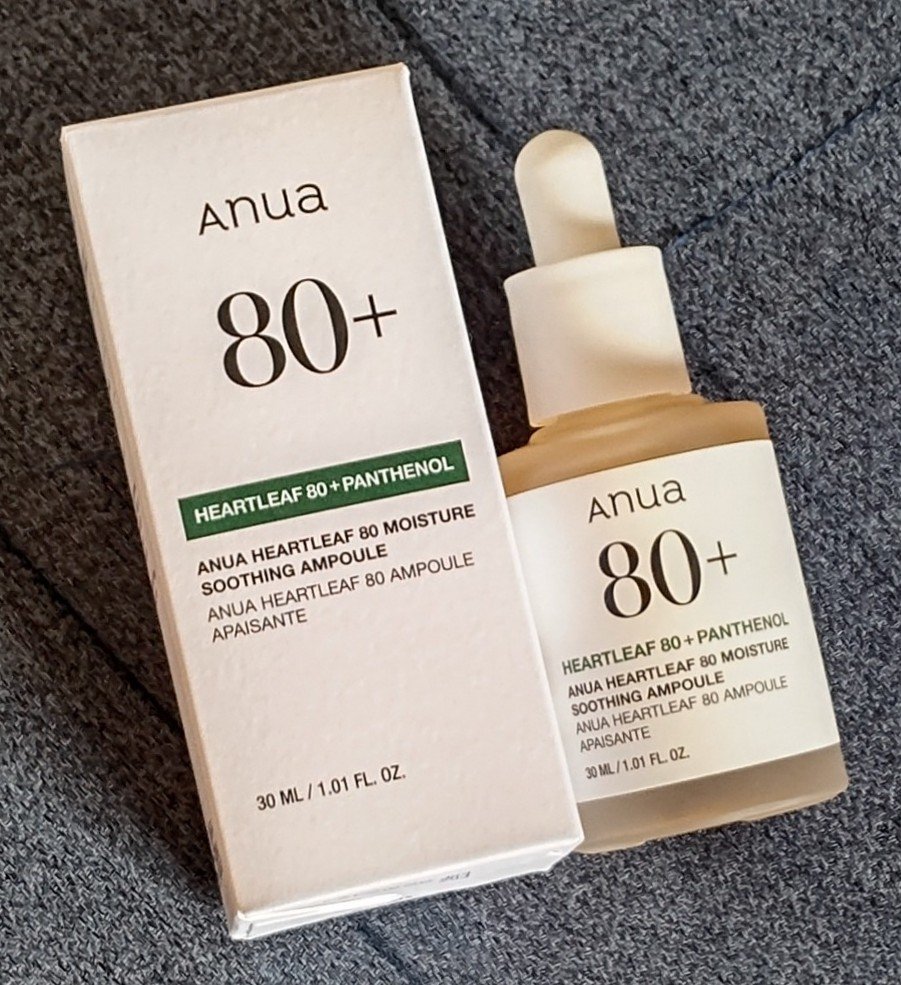 Anua
80+
HEARTLEAF 80+PANTHENOL
ANUA HEARTLEAF 80 MOISTURE
SOOTHING AMPOULE
ANUA HEARTLEAF 80 AMPOULE
APAISANTE
30 ML / 1.01 FL. OZ.
Anua
80+
HEARTLEAF 80+PANTHENOL
ANUA HEARTLEAF 80 MOISTURE
SOOTHING AMPOULE
ANUA HEARTLEAF 80 AMPOULE
APAISANTE
30 ML / 1.01 FL. OZ.